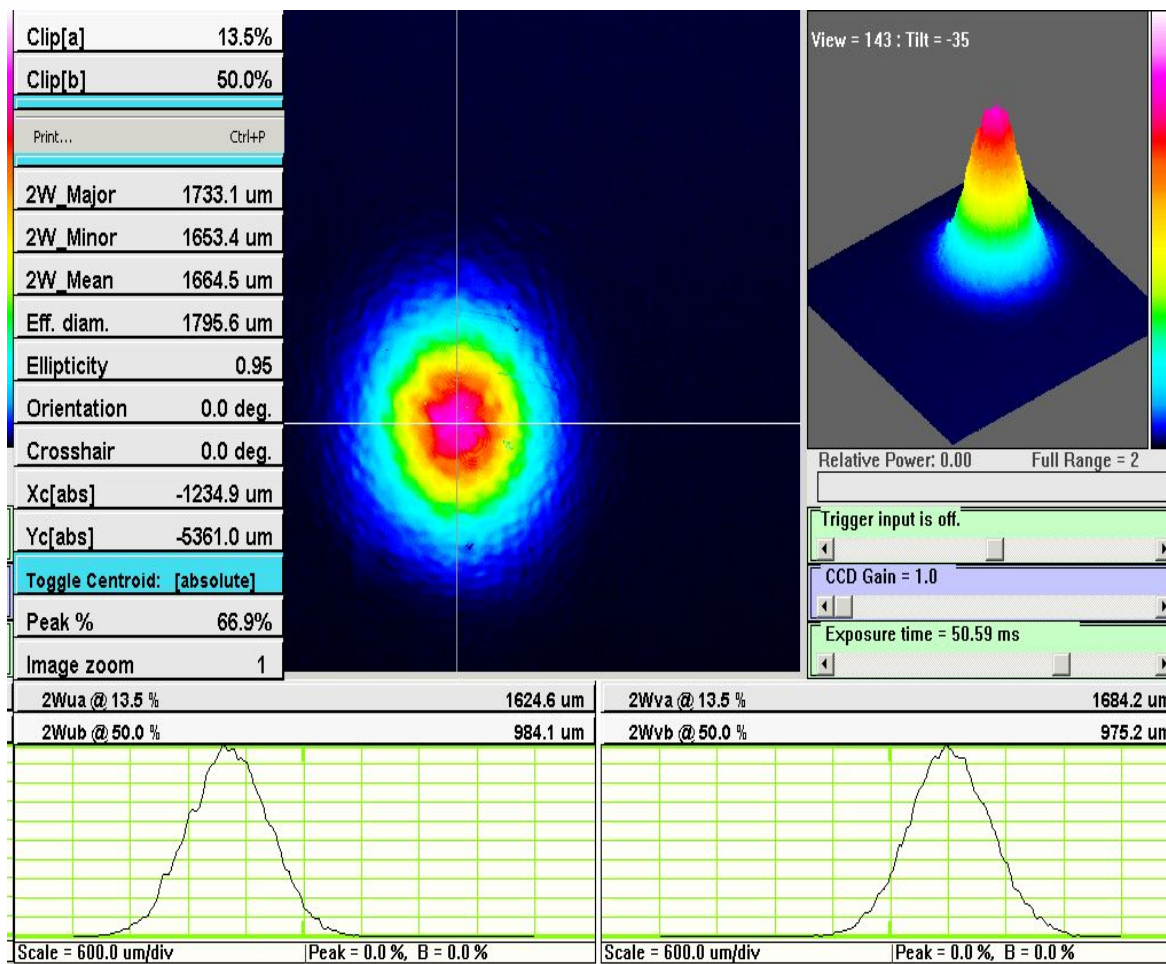 Clip[a] 13.5%
Clip[b] 50.0%
Print... Ctrl+P
2W_Major 1733.1 um
2W_Minor 1653.4 um
2W_Mean 1664.5 um
Eff. diam. 1795.6 um
Ellipticity 0.95
Orientation 0.0 deg.
Crosshair 0.0 deg.
Xc[abs] -1234.9 um
Yc[abs] -5361.0 um
Toggle Centroid: [absolute]
Peak % 66.9%
Image zoom 1
View = 143 : Tilt = -35
Relative Power: 0.00 Full Range = 2
Trigger input is off.
CCD Gain = 1.0
Exposure time = 50.59 ms
2Wua @ 13.5 % 1624.6 um
2Wub @ 50.0 % 984.1 um
Scale = 600.0 um/div Peak = 0.0 %, B = 0.0 %
2Wva @ 13.5 % 1684.2 um
2Wvb @ 50.0 % 975.2 um
Scale = 600.0 um/div Peak = 0.0 %, B = 0.0 %